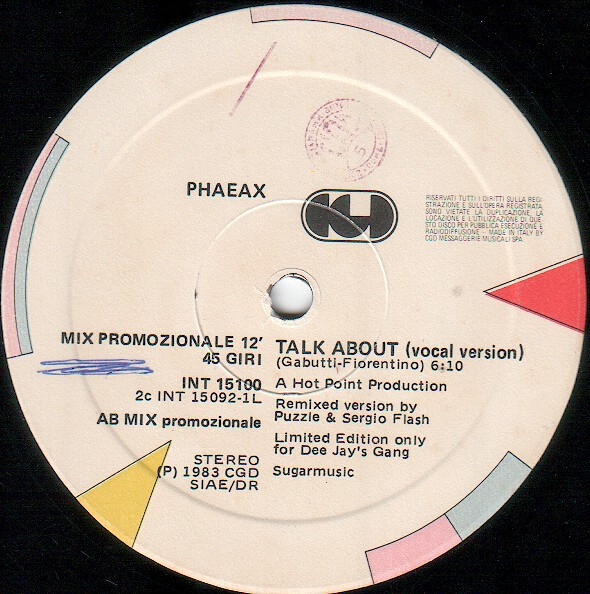 PHAEAX
CGD
RISERVATI TUTTI I DIRITTI SULLA REGI
STRAZIONE E SULL'OPERA REGISTRATA
SONO VIETATE LA DUPLICAZIONE, LA
LOCAZIONE E L'UTILIZZAZIONE DI QUE
STO DISCO PER PUBBLICA ESECUZIONE E
RADIODIFFUSIONE - MADE IN ITALY BY
CGD MESSAGGERIE MUSICALI SPA
MIX PROMOZIONALE 12'
45 GIRI
INT 15100
2c INT 15092-1L
AB MIX promozionale
STEREO
(P) 1983 CGD
SIAE/DR
TALK ABOUT (vocal version)
(Gabutti-Fiorentino) 6:10
A Hot Point Production
Remixed version by
Puzzle & Sergio Flash
Limited Edition only
for Dee Jay's Gang
Sugarmusic